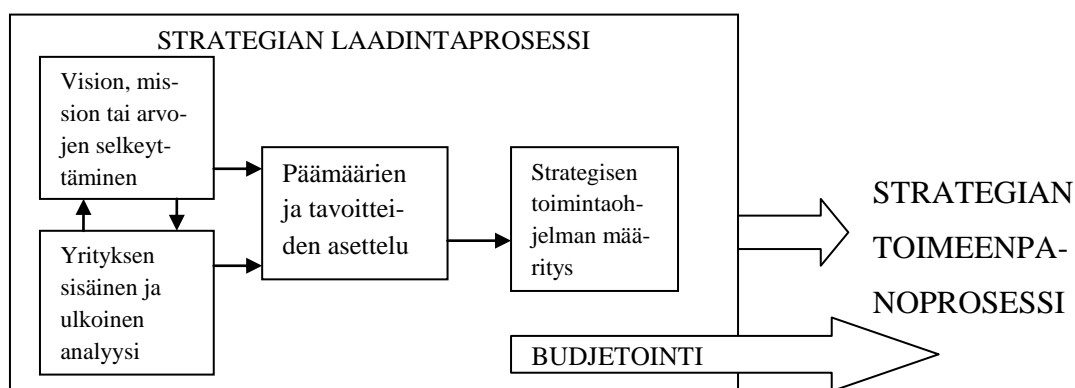 STRATEGIAN LAADINTAPROSESSI
Vision, mis-
sion tai arvo-
jen selkeyt-
täminen
Yrityksen
sisäinen ja
ulkoinen
analyysi
Päämäärien
ja tavoittei-
den asettelu
Strategisen
toimintaoh-
jelman mää-
ritys
STRATEGIAN
TOIMEENPA-
NOPROSESSI
BUDJETOINTI